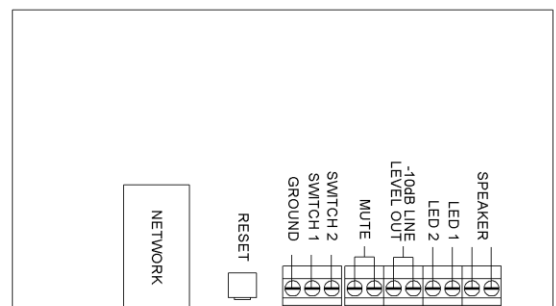 NETWORK
RESET
GROUND
SWITCH 1
SWITCH 2
MUTE
-10dB LINE
LEVEL OUT
LED 2
LED 1
SPEAKER